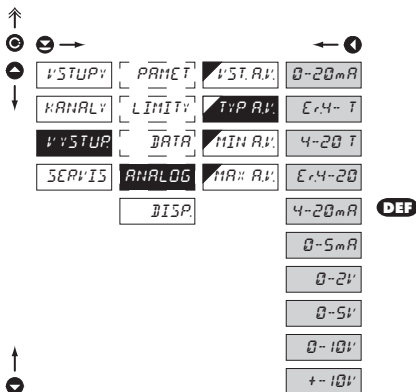 VSTUPY PAMET VST. A.V. 0-20mA
KANALY LIMITY TYP A.V. Er.4- T
VYSTUP. DATA MIN A.V. 4-20 T
SERVIS ANALOG MAX A.V. Er.4-20
DISP. 4-20mA DEF
0-5mA
0-2V
0-5V
0-10V
+-10V